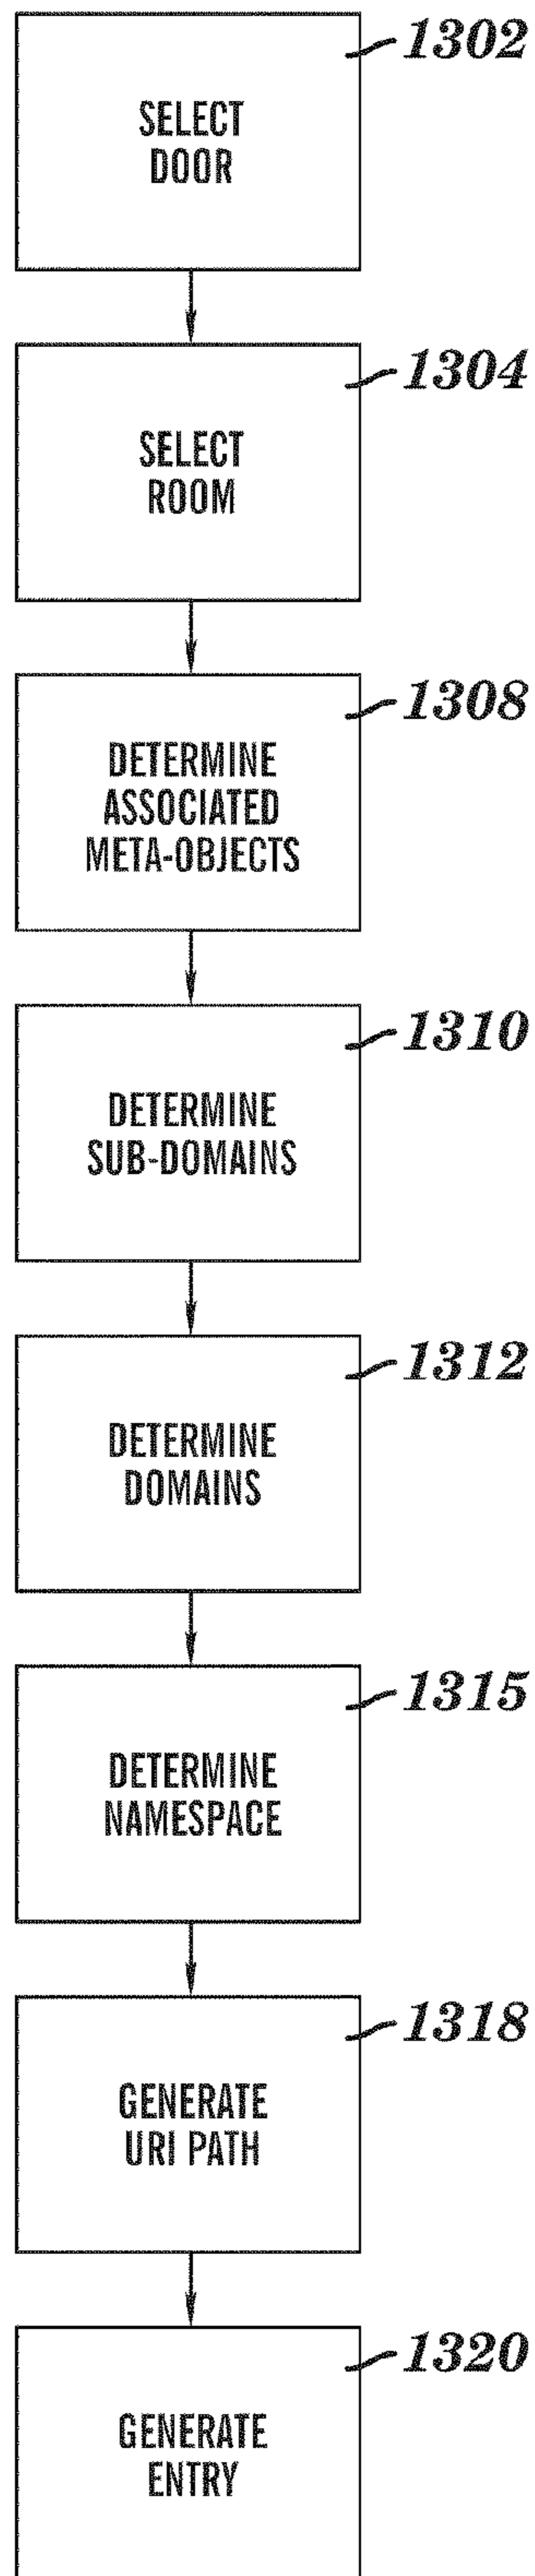 1302
SELECT
DOOR
1304
SELECT
ROOM
1308
DETERMINE
ASSOCIATED
META-OBJECTS
1310
DETERMINE
SUB-DOMAINS
1312
DETERMINE
DOMAINS
1315
DETERMINE
NAMESPACE
1318
GENERATE
URI PATH
1320
GENERATE
ENTRY